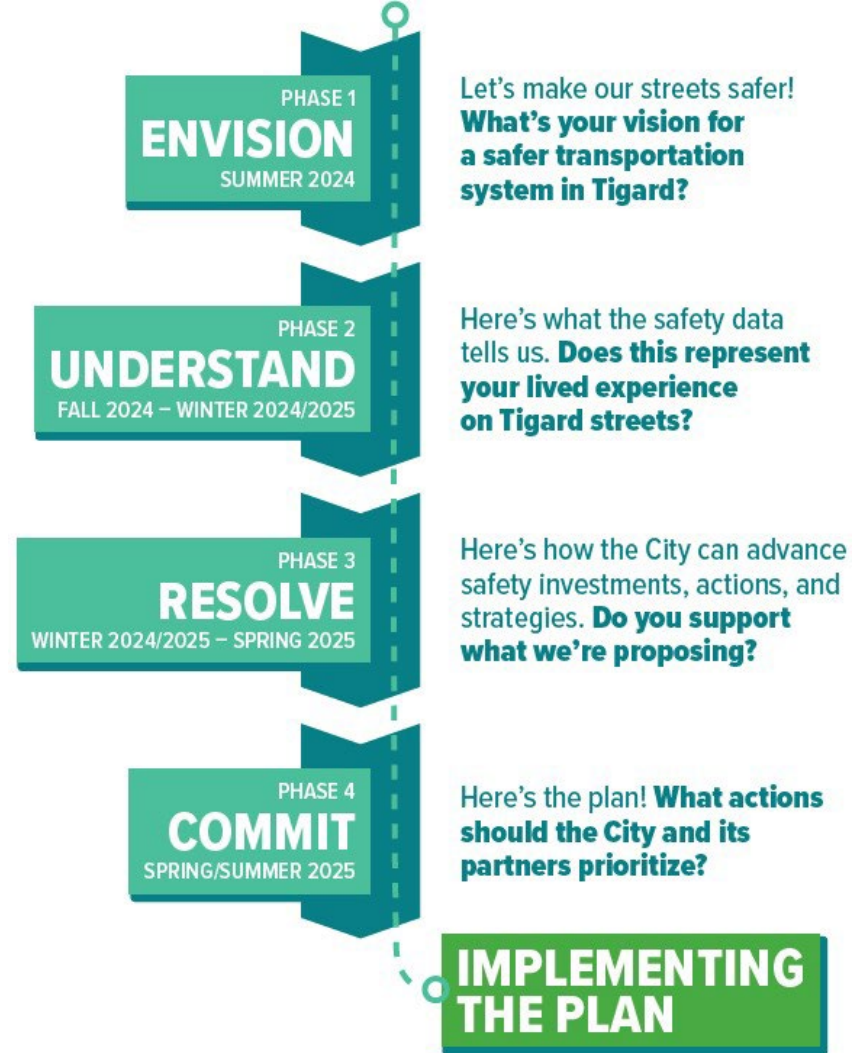 PHASE 1
ENVISION
SUMMER 2024
Let’s make our streets safer!
What’s your vision for
a safer transportation
system in Tigard?
PHASE 2
UNDERSTAND
FALL 2024 – WINTER 2024/2025
Here’s what the safety data
tells us. Does this represent
your lived experience
on Tigard streets?
PHASE 3
RESOLVE
WINTER 2024/2025 – SPRING 2025
Here’s how the City can advance
safety investments, actions, and
strategies. Do you support
what we’re proposing?
PHASE 4
COMMIT
SPRING/SUMMER 2025
Here’s the plan! What actions
should the City and its
partners prioritize?
IMPLEMENTING
THE PLAN